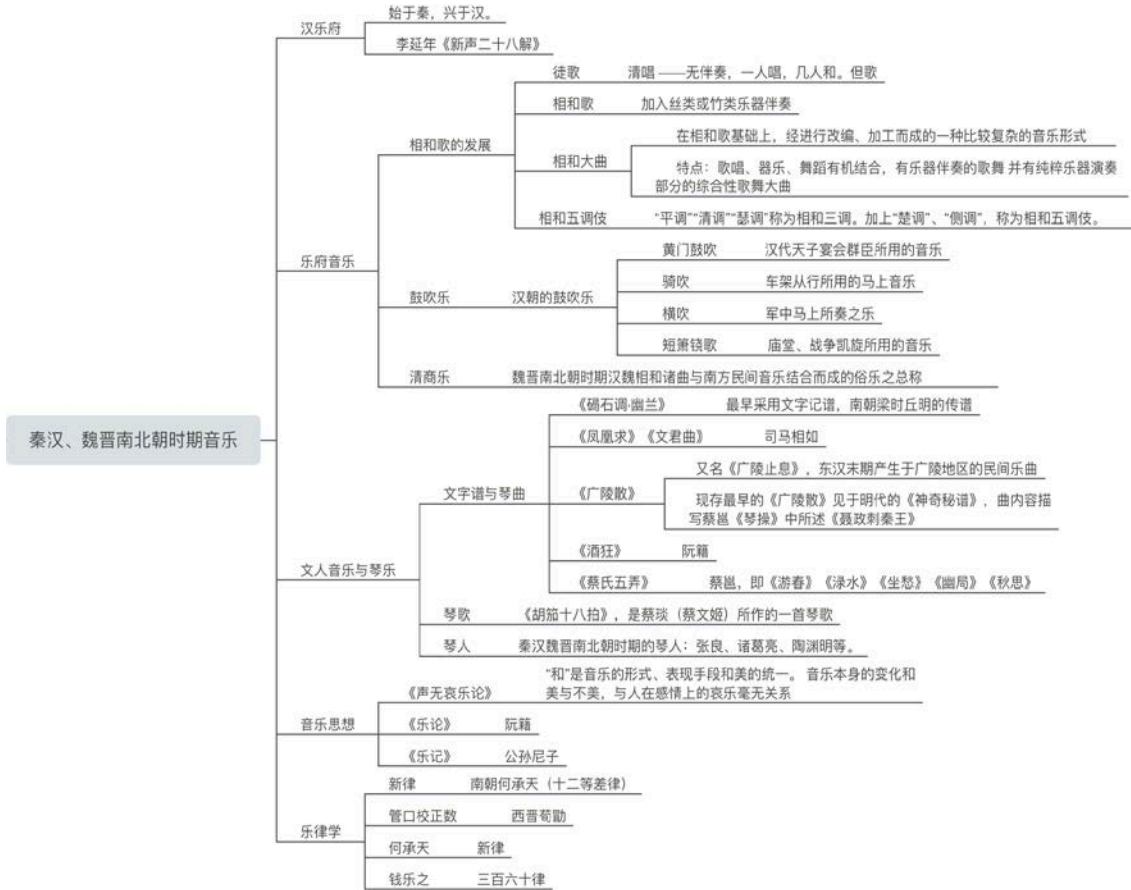 秦汉、魏晋南北朝时期音乐
汉乐府
始于秦，兴于汉。
李延年《新声二十八解》
乐府音乐
相和歌的发展
徒歌
清唱 ——无伴奏，一人唱，几人和。但歌
相和歌
加入丝类或竹类乐器伴奏
相和大曲
在相和歌基础上，经进行改编、加工而成的一种比较复杂的音乐形式
特点：歌唱、器乐、舞蹈有机结合，有乐器伴奏的歌舞 并有纯粹乐器演奏
部分的综合性歌舞大曲
相和五调伎
“平调”“清调”“瑟调”称为相和三调。加上“楚调”、“侧调”，称为相和五调伎。
鼓吹乐
汉朝的鼓吹乐
黄门鼓吹
汉代天子宴会群臣所用的音乐
骑吹
车架从行所用的马上音乐
横吹
军中马上所奏之乐
短箫铙歌
庙堂、战争凯旋所用的音乐
清商乐
魏晋南北朝时期汉魏相和诸曲与南方民间音乐结合而成的俗乐之总称
文人音乐与琴乐
文字谱与琴曲
《碣石调·幽兰》
最早采用文字记谱，南朝梁时丘明的传谱
《凤凰求》《文君曲》
司马相如
《广陵散》
又名《广陵止息》，东汉末期产生于广陵地区的民间乐曲
现存最早的《广陵散》见于明代的《神奇秘谱》，曲内容描
写蔡邕《琴操》中所述《聂政刺秦王》
《酒狂》
阮籍
《蔡氏五弄》
蔡邕，即《游春》《渌水》《坐愁》《幽局》《秋思》
琴歌
《胡笳十八拍》，是蔡琰（蔡文姬）所作的一首琴歌
琴人
秦汉魏晋南北朝时期的琴人：张良、诸葛亮、陶渊明等。
音乐思想
《声无哀乐论》
“和”是音乐的形式、表现手段和美的统一。 音乐本身的变化和
美与不美，与人在感情上的哀乐毫无关系
《乐论》
阮籍
《乐记》
公孙尼子
乐律学
新律
南朝何承天（十二等差律）
管口校正数
西晋荀勖
何承天
新律
钱乐之
三百六十律